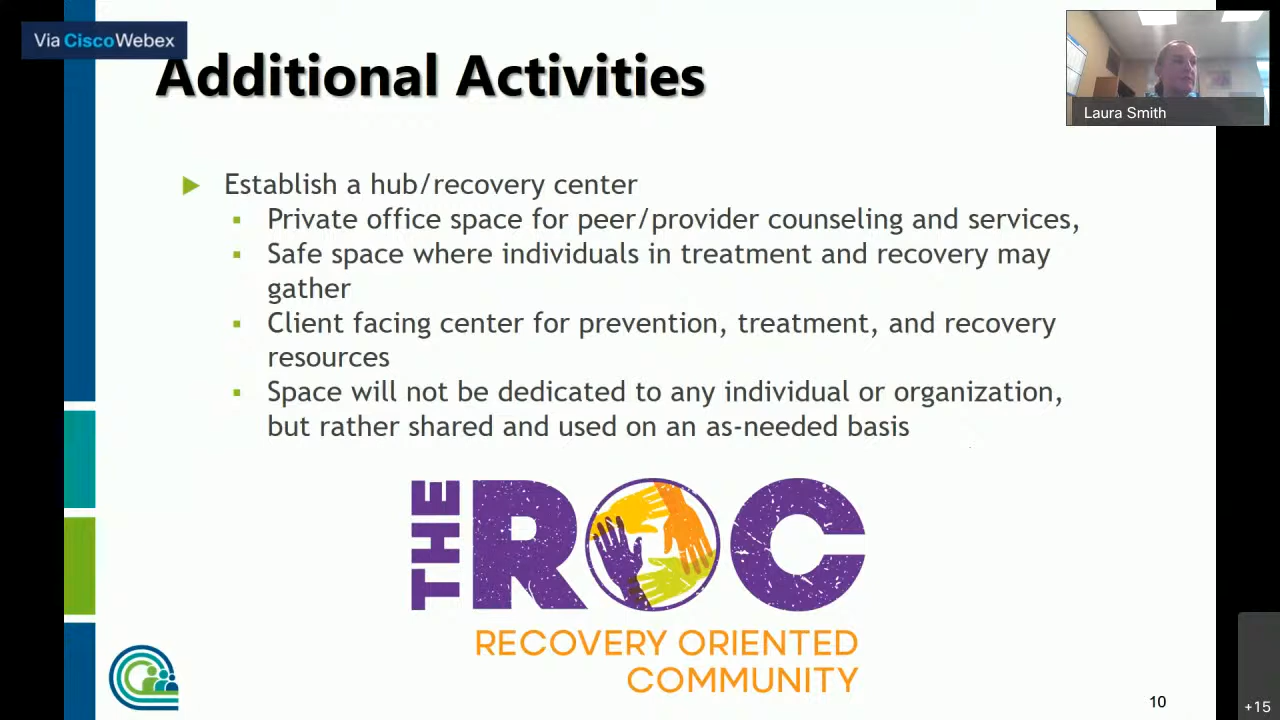 Via CiscoWebex
Additional Activities
Laura Smith
Establish a hub/recovery center
Private office space for peer/provider counseling and services,
Safe space where individuals in treatment and recovery may
gather
Client facing center for prevention, treatment, and recovery
resources
Space will not be dedicated to any individual or organization,
but rather shared and used on an as-needed basis
THE ROC
RECOVERY ORIENTED
COMMUNITY
10
+15